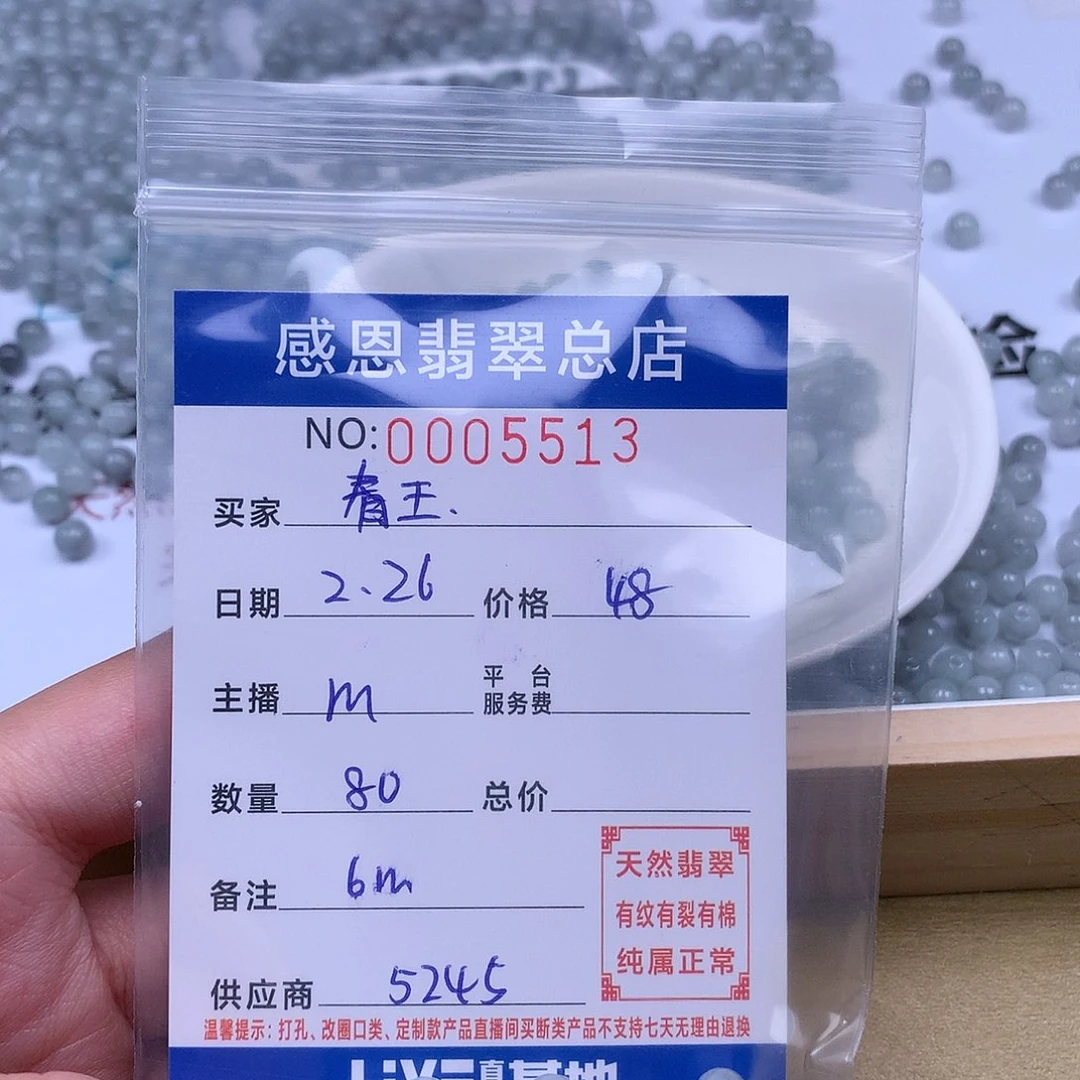 感恩翡翠总店
NO:0005513
买家 春王.
日期 2.26 价格 48
主播 m 平台服务费
数量 80 总价
备注 6m
天然翡翠
有纹有裂有棉
纯属正常
供应商 5245
温馨提示：打孔、改圈口类、定制款产品直播间买断类产品不支持七天无理由退换